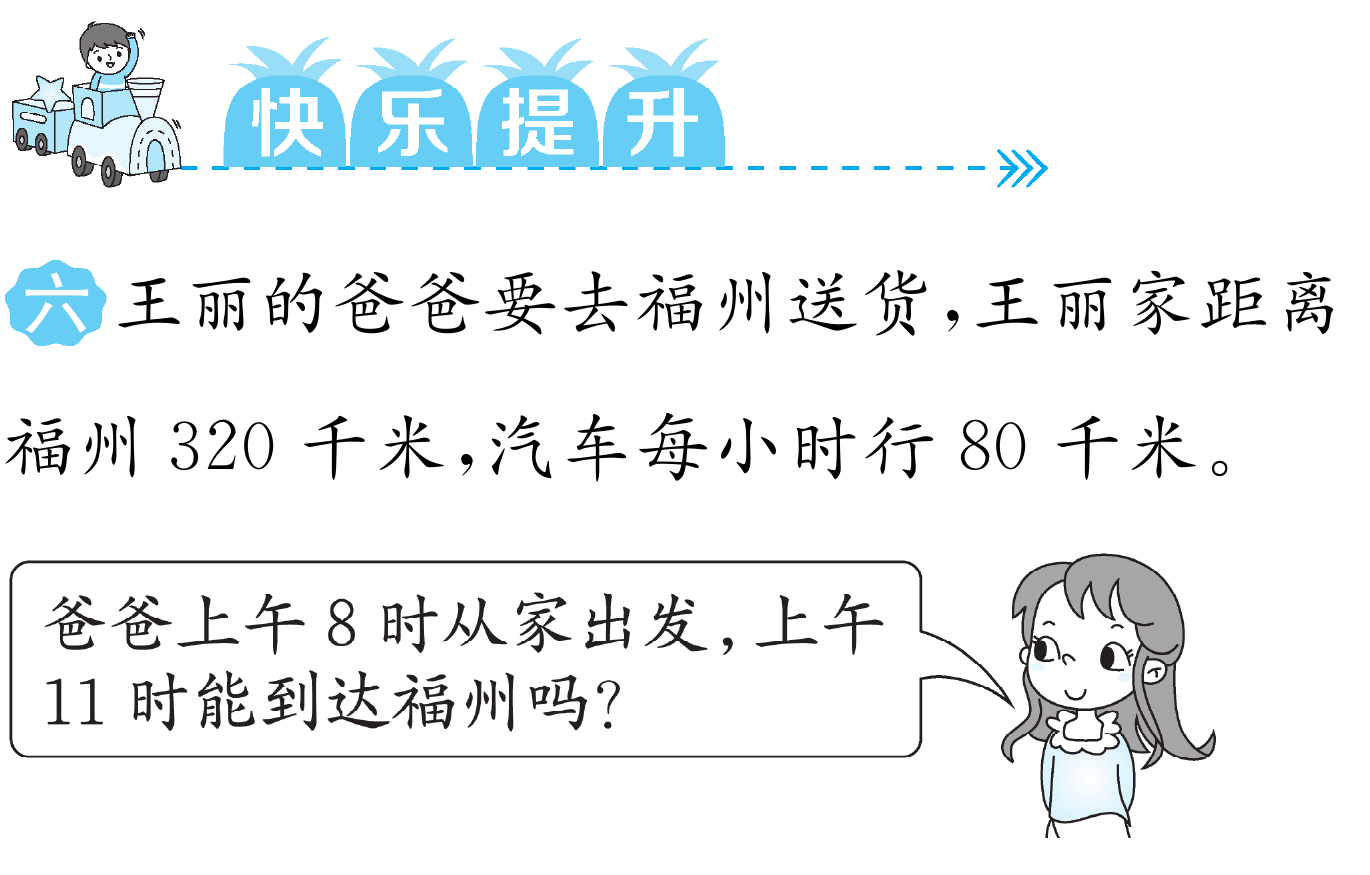 快乐提升
六 王丽的爸爸要去福州送货,王丽家距离
福州 320 千米,汽车每小时行 80 千米。
爸爸上午 8 时从家出发,上午
11 时能到达福州吗?